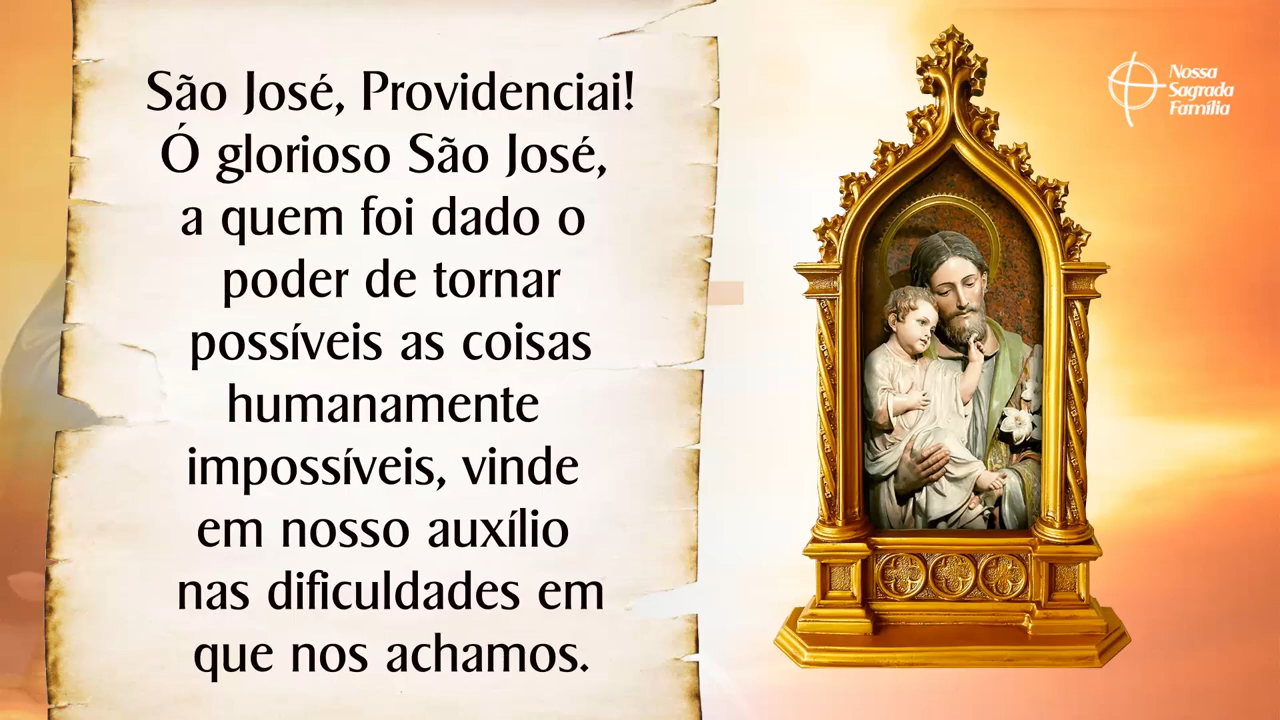 São José, Providenciai!
Ó glorioso São José,
a quem foi dado o
poder de tornar
possíveis as coisas
humanamente
impossíveis, vinde
em nosso auxílio
nas dificuldades em
que nos achamos.
Nossa
Sagrada
Família